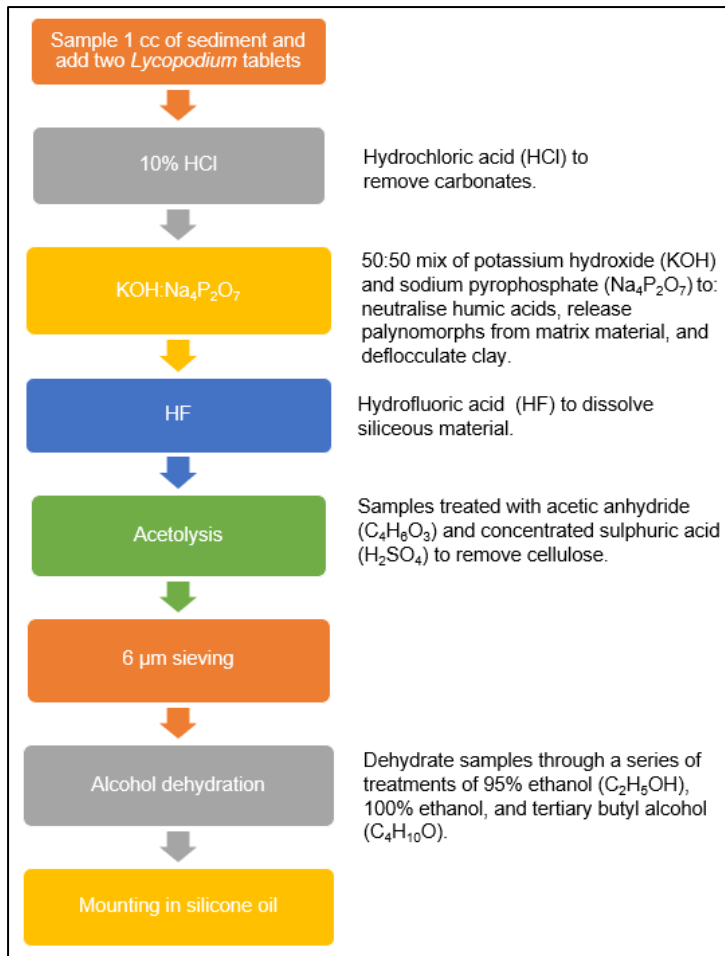 Sample 1 cc of sediment and
add two Lycopodium tablets
10% HCl
Hydrochloric acid (HCl) to
remove carbonates.
KOH:Na₄P₂O₇
50:50 mix of potassium hydroxide (KOH)
and sodium pyrophosphate (Na₄P₂O₇) to:
neutralise humic acids, release
palynomorphs from matrix material, and
deflocculate clay.
HF
Hydrofluoric acid  (HF) to dissolve
siliceous material.
Acetolysis
Samples treated with acetic anhydride
(C₄H₆O₃) and concentrated sulphuric acid
(H₂SO₄) to remove cellulose.
6 µm sieving
Alcohol dehydration
Dehydrate samples through a series of
treatments of 95% ethanol (C₂H₅OH),
100% ethanol, and tertiary butyl alcohol
(C₄H₁₀O).
Mounting in silicone oil